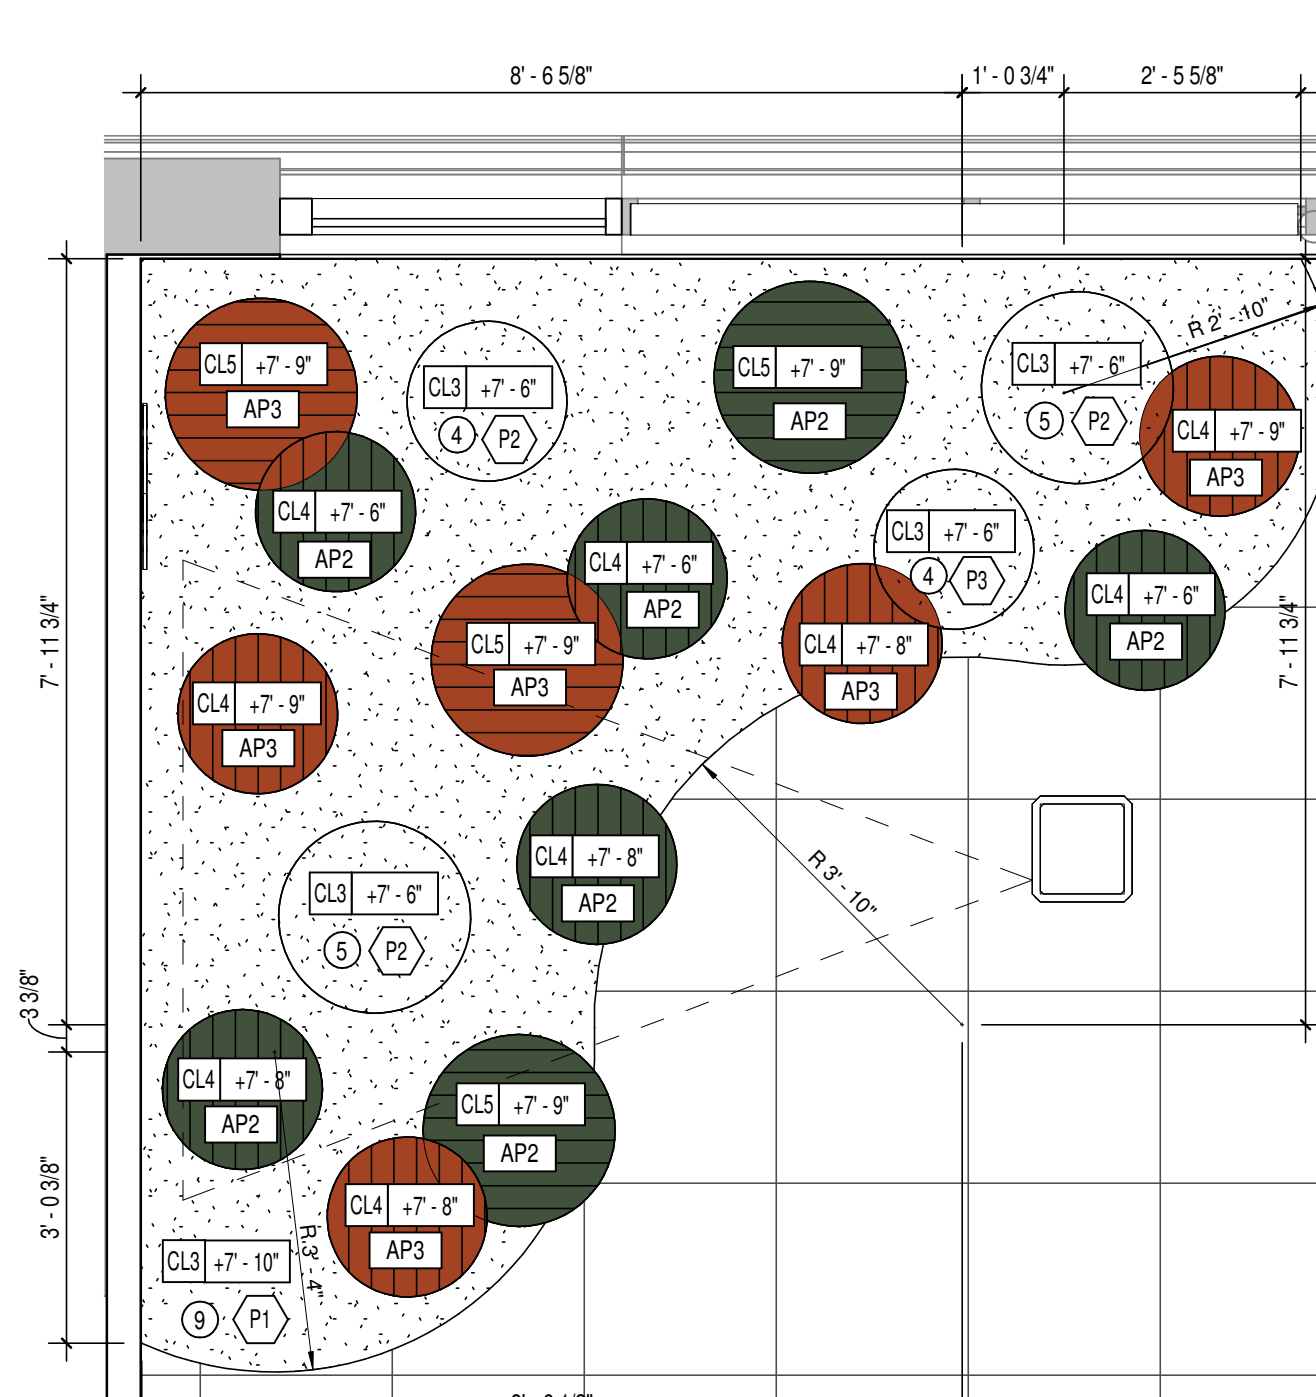 8' - 6 5/8"
1' - 0 3/4"
2' - 5 5/8"
R 2' - 10"
CL5 +7' - 9"
AP3
CL3 +7' - 6"
4 P2
CL5 +7' - 9"
AP2
CL3 +7' - 6"
5 P2
CL4 +7' - 9"
AP3
CL4 +7' - 6"
AP2
CL4 +7' - 6"
AP2
CL3 +7' - 6"
4 P3
CL4 +7' - 6"
AP2
7' - 11 3/4"
7' - 11 3/4"
CL5 +7' - 9"
AP3
CL4 +7' - 8"
AP3
CL4 +7' - 9"
AP3
CL4 +7' - 8"
AP2
R 3' - 10"
CL3 +7' - 6"
5 P2
3 3/8"
CL4 +7' - 8"
AP2
CL5 +7' - 9"
AP2
3' - 0 3/8"
CL4 +7' - 8"
AP3
R 3' - 4"
CL3 +7' - 10"
9 P1